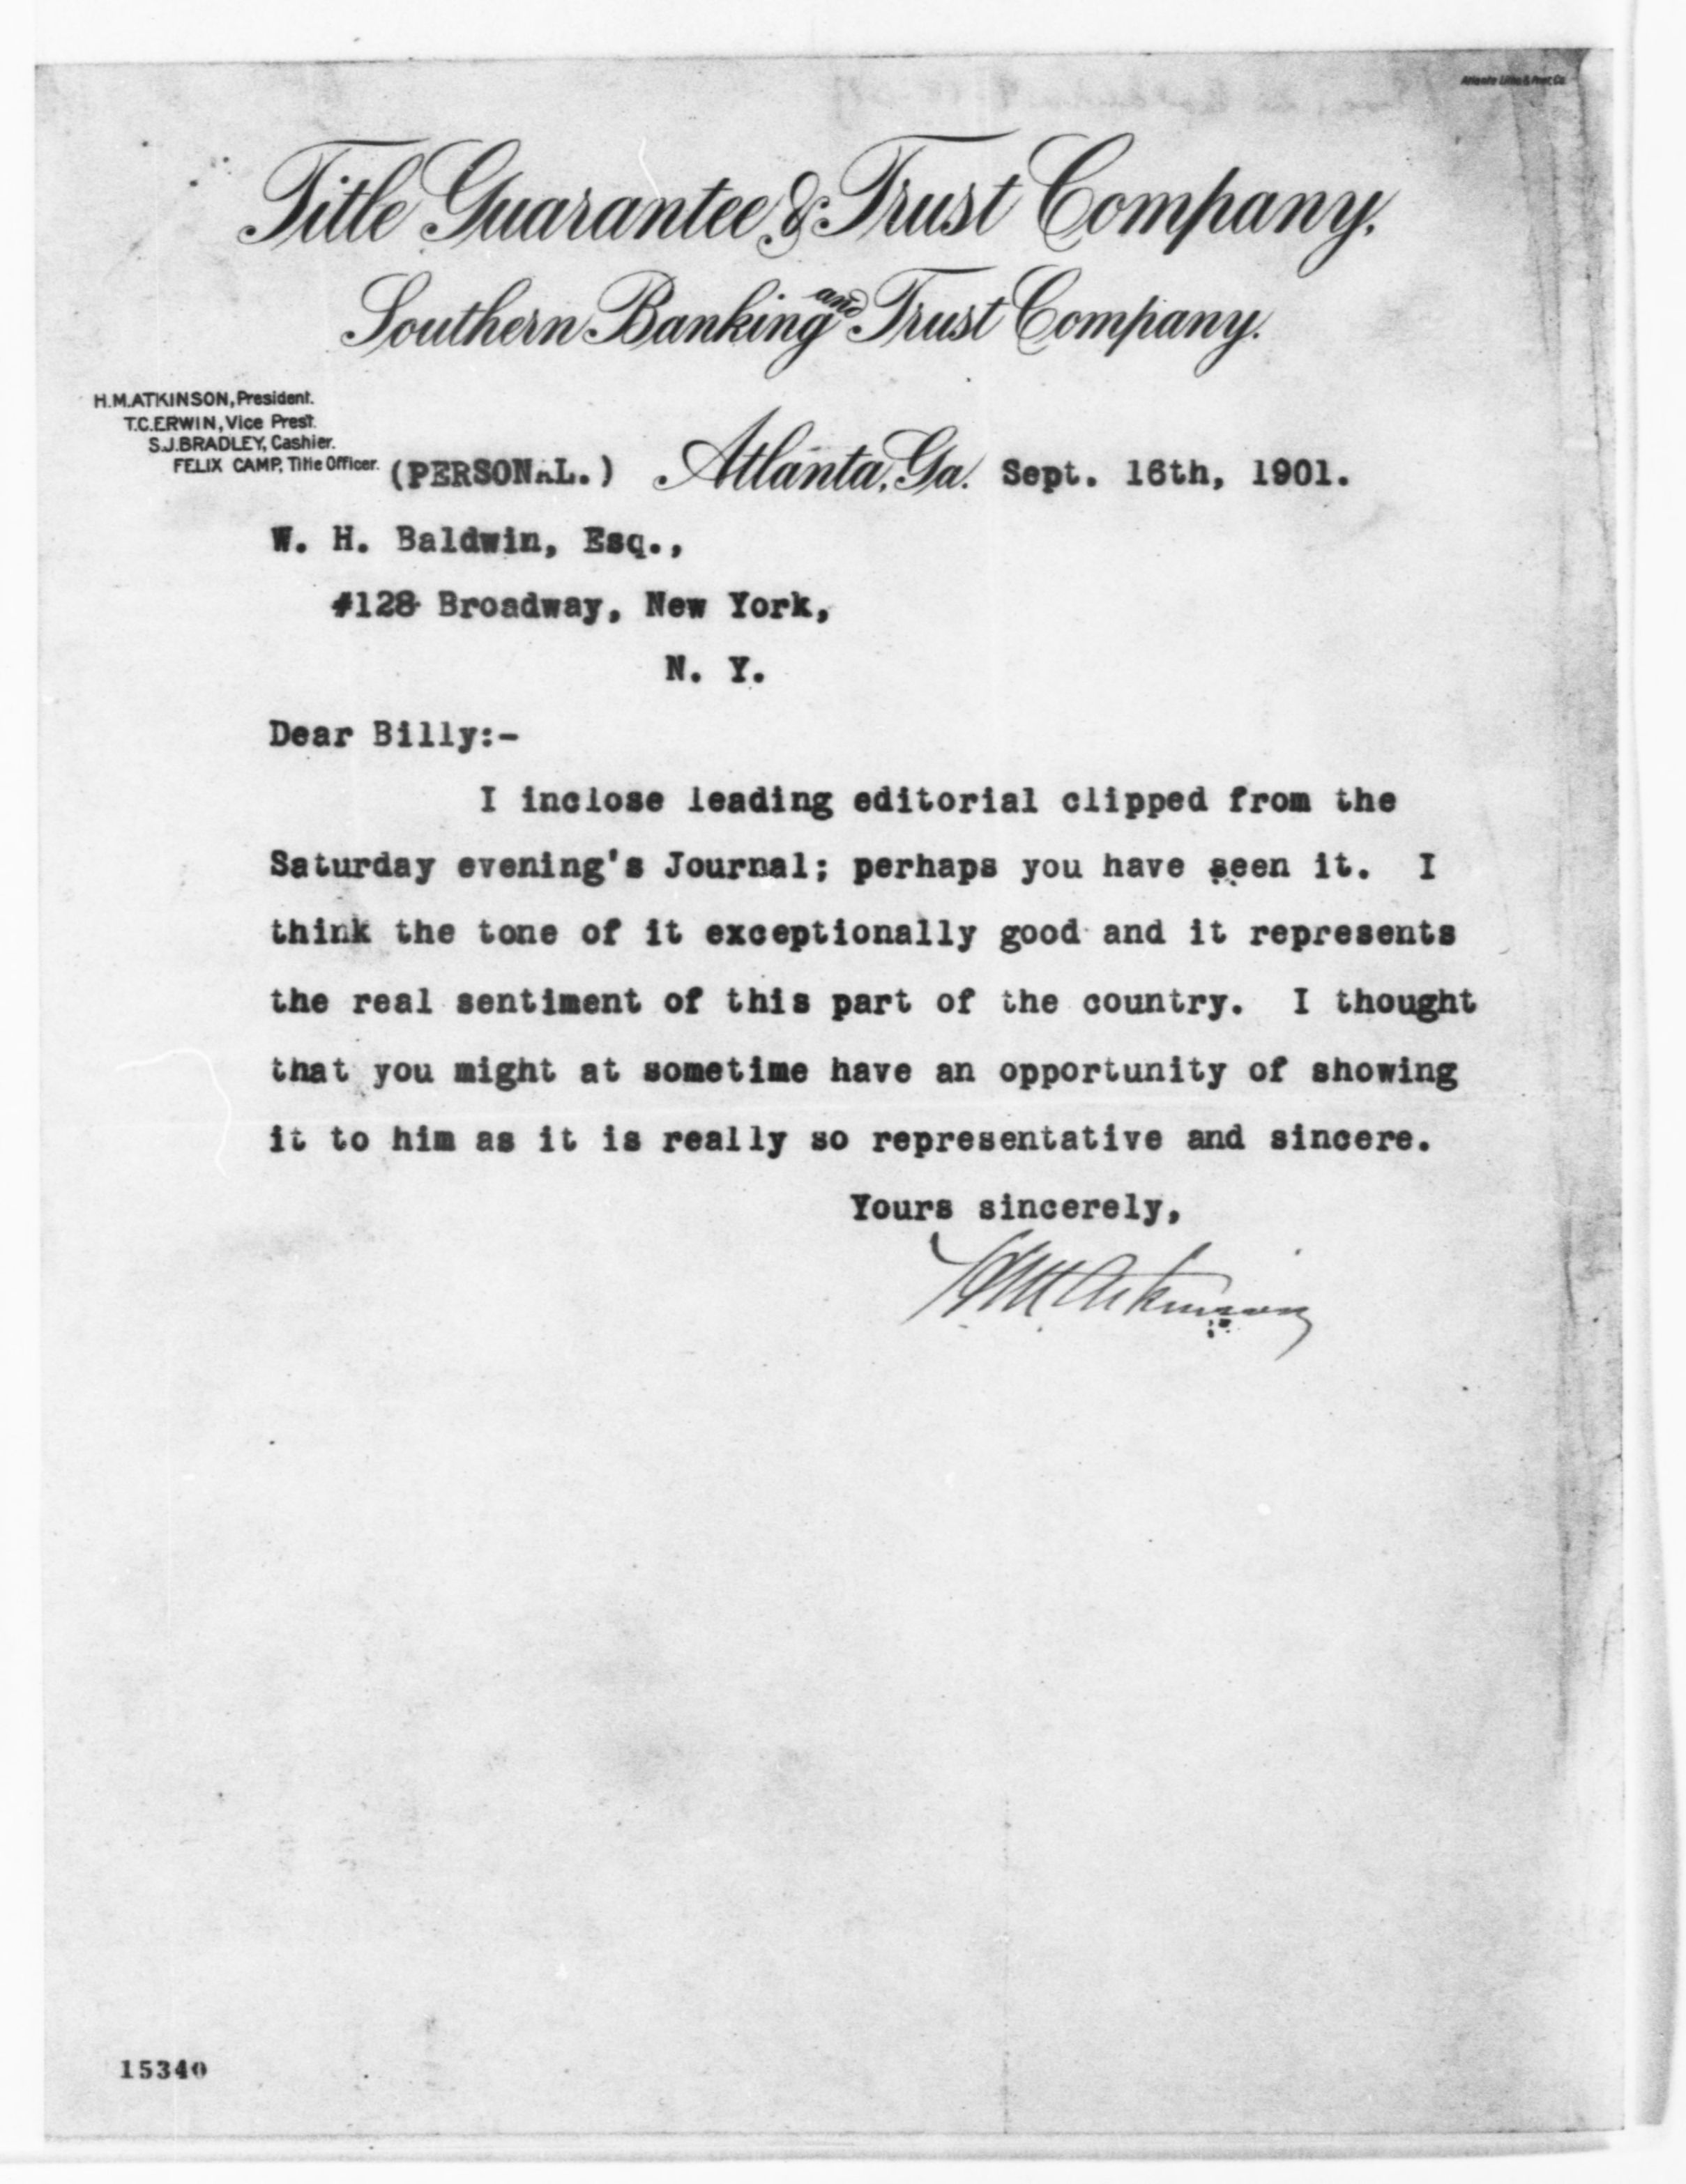 Title Guarantee & Trust Company.
Southern Banking and Trust Company.
H.M.ATKINSON, President.
T.C.ERWIN, Vice Prest.
S.J.BRADLEY, Cashier.
FELIX CAMP, Title Officer.
(PERSONAL.) Atlanta, Ga. Sept. 16th, 1901.
W. H. Baldwin, Esq.,
#128 Broadway, New York,
N. Y.
Dear Billy:-
I inclose leading editorial clipped from the
Saturday evening's Journal; perhaps you have seen it. I
think the tone of it exceptionally good and it represents
the real sentiment of this part of the country. I thought
that you might at sometime have an opportunity of showing
it to him as it is really so representative and sincere.
Yours sincerely,
H M Atkinson
15340